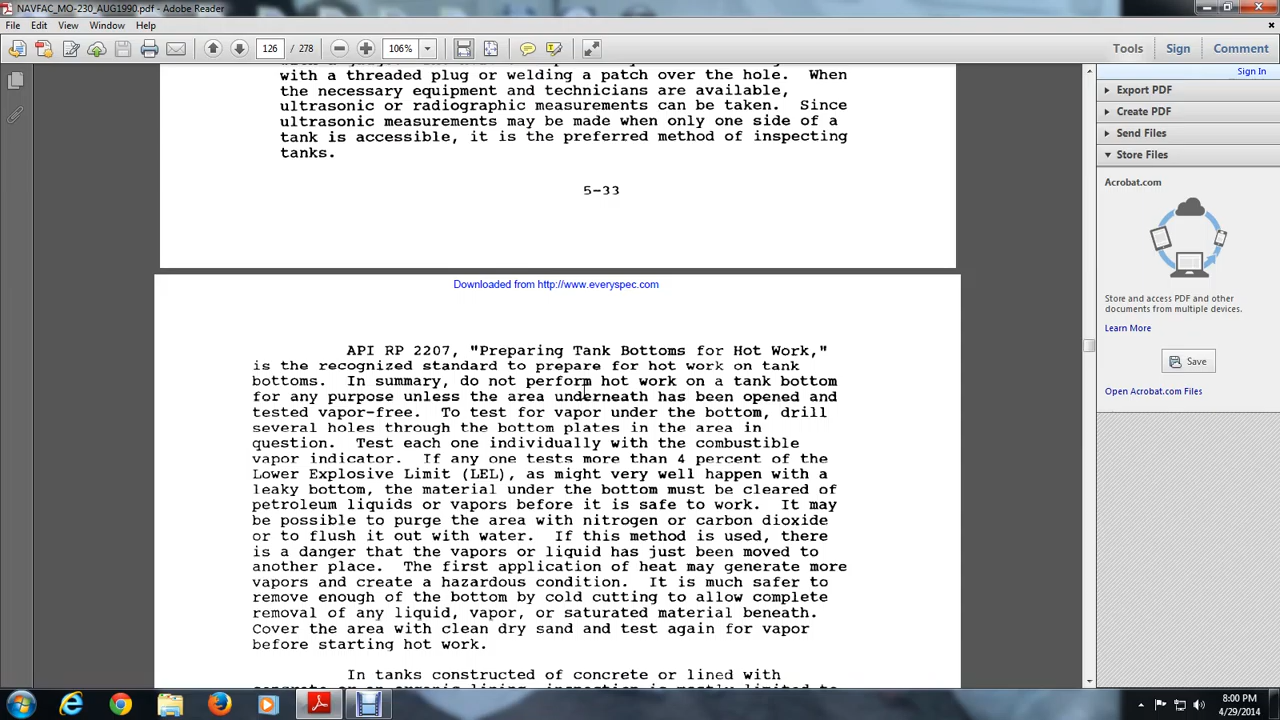 NAVFAC_MO-230_AUG1990.pdf - Adobe Reader
File Edit View Window Help
126 / 278 106% Tools Sign Comment
Sign In
Export PDF
Create PDF
Send Files
Store Files
Acrobat.com
Store and access PDF and other
documents from multiple devices.
Learn More
Save
Open Acrobat.com Files
with a threaded plug or welding a patch over the hole. When
the necessary equipment and technicians are available,
ultrasonic or radiographic measurements can be taken. Since
ultrasonic measurements may be made when only one side of a
tank is accessible, it is the preferred method of inspecting
tanks.
5-33
Downloaded from http://www.everyspec.com
API RP 2207, "Preparing Tank Bottoms for Hot Work,"
is the recognized standard to prepare for hot work on tank
bottoms. In summary, do not perform hot work on a tank bottom
for any purpose unless the area underneath has been opened and
tested vapor-free. To test for vapor under the bottom, drill
several holes through the bottom plates in the area in
question. Test each one individually with the combustible
vapor indicator. If any one tests more than 4 percent of the
Lower Explosive Limit (LEL), as might very well happen with a
leaky bottom, the material under the bottom must be cleared of
petroleum liquids or vapors before it is safe to work. It may
be possible to purge the area with nitrogen or carbon dioxide
or to flush it out with water. If this method is used, there
is a danger that the vapors or liquid has just been moved to
another place. The first application of heat may generate more
vapors and create a hazardous condition. It is much safer to
remove enough of the bottom by cold cutting to allow complete
removal of any liquid, vapor, or saturated material beneath.
Cover the area with clean dry sand and test again for vapor
before starting hot work.
In tanks constructed of concrete or lined with
8:00 PM
4/29/2014